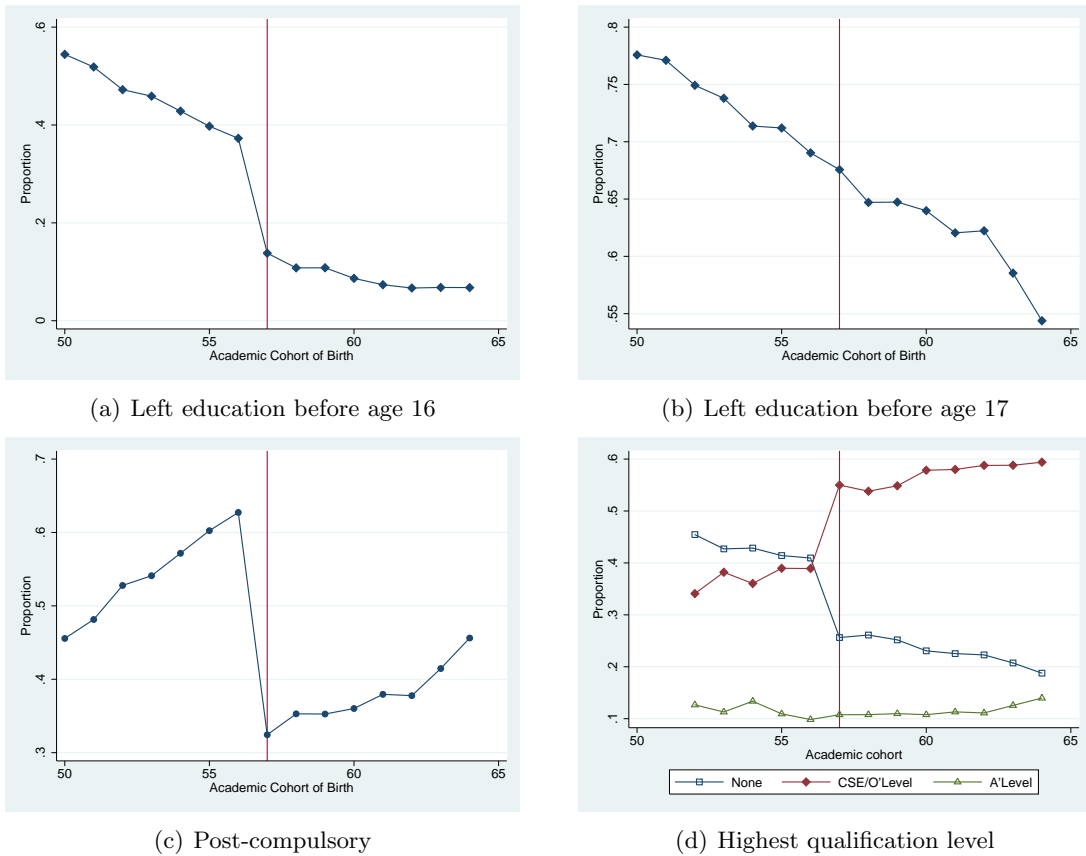 .6
.4
.2
0
Proportion
50
55
60
65
Academic Cohort of Birth
(a) Left education before age 16
.8
.75
.7
.65
.6
.55
Proportion
50
55
60
65
Academic Cohort of Birth
(b) Left education before age 17
.7
.6
.5
.4
.3
Proportion
50
55
60
65
Academic Cohort of Birth
(c) Post-compulsory
.6
.5
.4
.3
.2
.1
Proportion
50
55
60
65
Academic cohort
None
CSE/O'Level
A'Level
(d) Highest qualification level